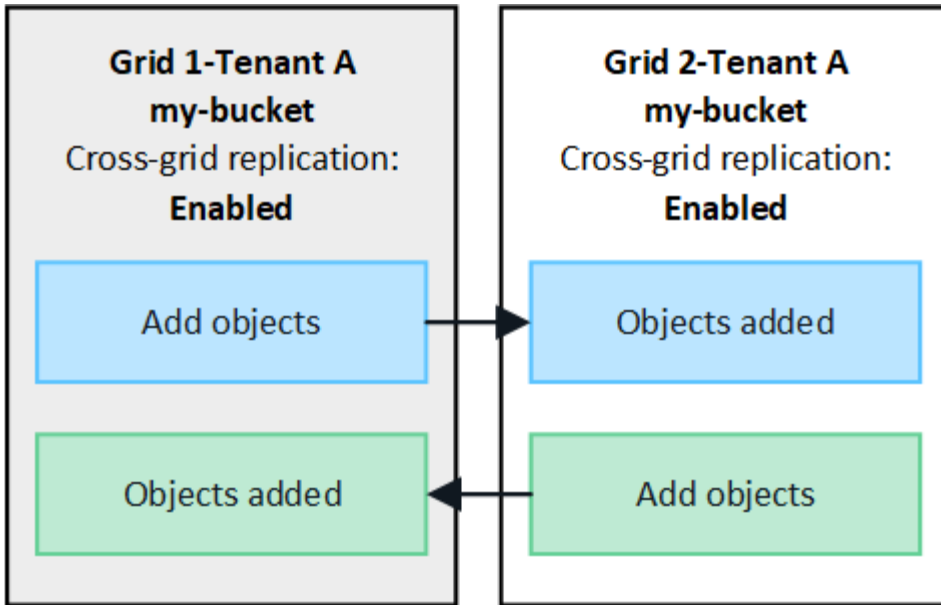 Grid 1-Tenant A
my-bucket
Cross-grid replication:
Enabled
Add objects
Objects added
Grid 2-Tenant A
my-bucket
Cross-grid replication:
Enabled
Objects added
Add objects